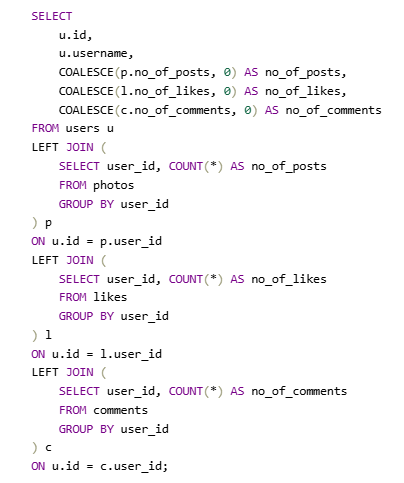 SELECT
    u.id,
    u.username,
    COALESCE(p.no_of_posts, 0) AS no_of_posts,
    COALESCE(l.no_of_likes, 0) AS no_of_likes,
    COALESCE(c.no_of_comments, 0) AS no_of_comments
FROM users u
LEFT JOIN (
    SELECT user_id, COUNT(*) AS no_of_posts
    FROM photos
    GROUP BY user_id
) p
ON u.id = p.user_id
LEFT JOIN (
    SELECT user_id, COUNT(*) AS no_of_likes
    FROM likes
    GROUP BY user_id
) l
ON u.id = l.user_id
LEFT JOIN (
    SELECT user_id, COUNT(*) AS no_of_comments
    FROM comments
    GROUP BY user_id
) c
ON u.id = c.user_id;